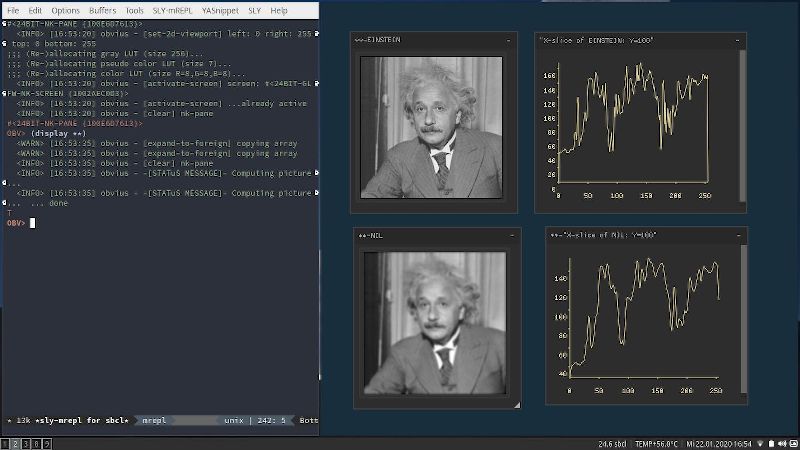 File Edit Options Buffers Tools SLY-mREPL YASnippet SLY Help
#<24BIT-NK-PANE {100E6D7613}>
<INFO> [16:53:20] obvius - [set-2d-viewport] left: 0 right: 255
top: 0 bottom: 255
;;; (Re-)allocating gray LUT (size 256)...
;;; (Re-)allocating pseudo color LUT (size 7)...
;;; (Re-)allocating color LUT (size R=8,G=8,B=8)...
<INFO> [16:53:20] obvius - [activate-screen] screen: #<24BIT-GL
FW-NK-SCREEN {1002AEC0D3}>
<INFO> [16:53:20] obvius - [activate-screen] ...already active
<INFO> [16:53:20] obvius - [clear] nk-pane
#<24BIT-NK-PANE {100E6D7613}>
OBV> (display **)
<WARN> [16:53:35] obvius - [expand-to-foreign] copying array
<WARN> [16:53:35] obvius - [expand-to-foreign] copying array
<INFO> [16:53:35] obvius - [clear] nk-pane
<INFO> [16:53:35] obvius - -[STATuS MESSAGE]- Computing picture
...
<INFO> [16:53:35] obvius - -[STATuS MESSAGE]- Computing picture
... ... done
T
OBV>
* 13k *sly-mrepl for sbcl* mrepl unix | 242: 5 Bott
-EINSTEIN
"X-slice of EINSTEIN: Y=100"
160
140
120
100
80
60
40
20
0
0 50 100 150 200 250
**-NIL
**-"X-slice of NIL: Y=100"
140
120
100
80
60
40
0 50 100 150 200 250
1 2 3 8 9
24.6 sbcl TEMP+56.0°C Mi 22.01.2020 16:54